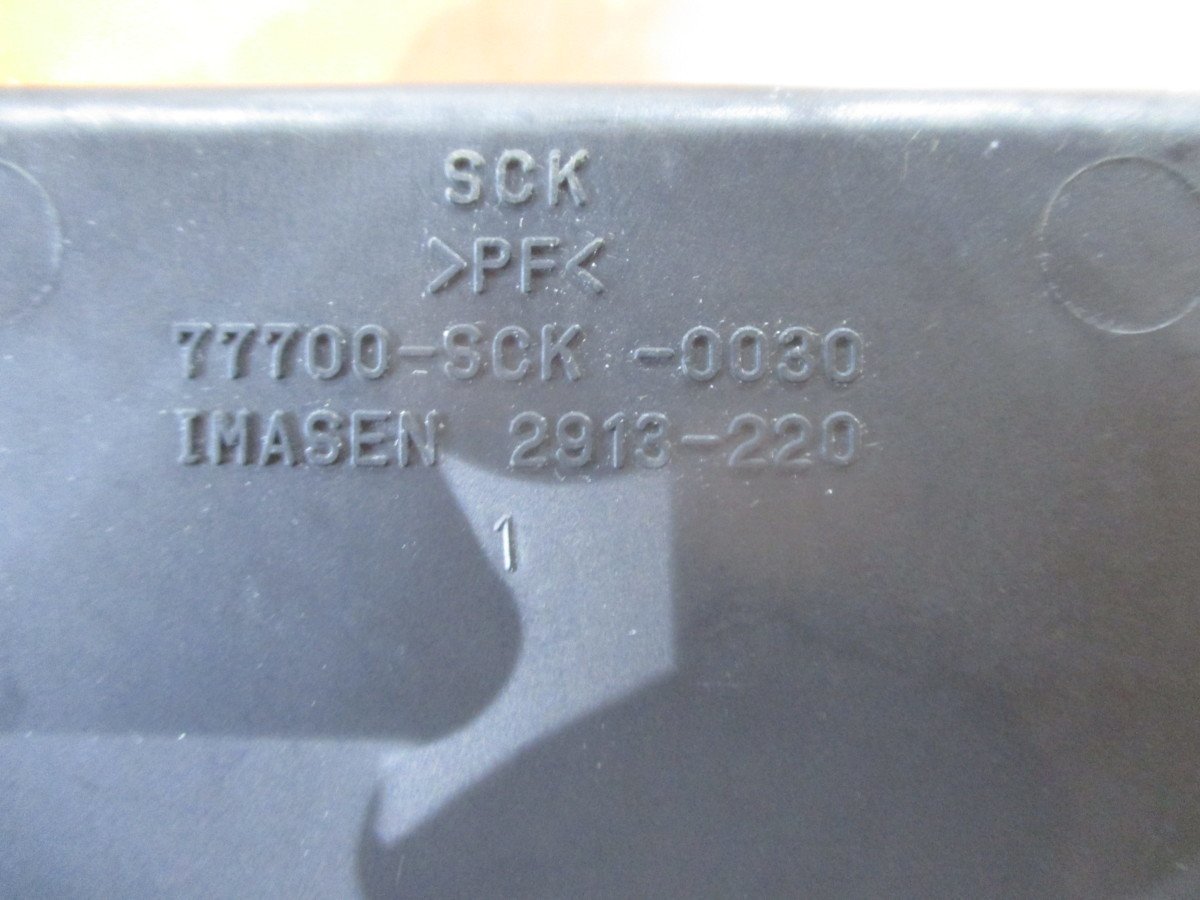 SCK
>PF<
77700-SCK -0030
IMASEN 2913-220
1